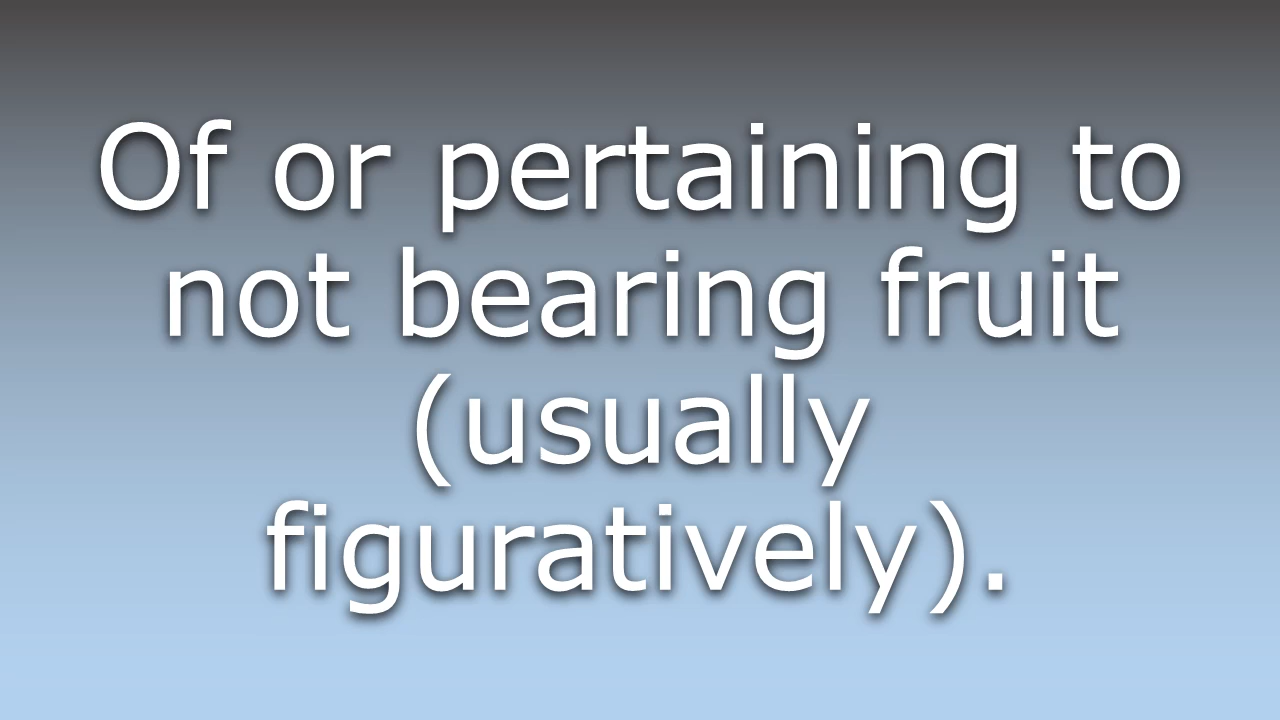 Of or pertaining to
not bearing fruit
(usually
figuratively).